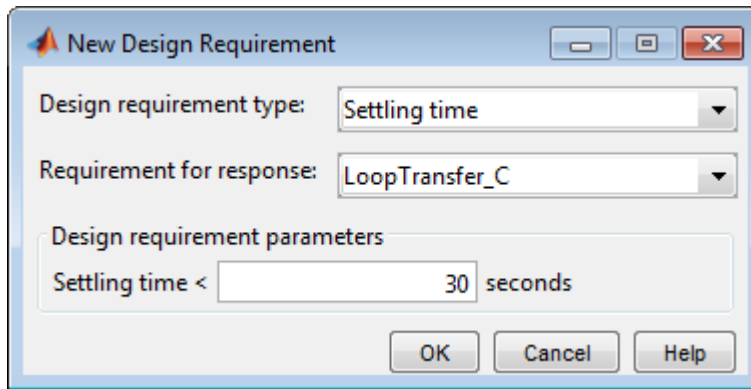 New Design Requirement
Design requirement type: Settling time
Requirement for response: LoopTransfer_C
Design requirement parameters
Settling time < 30 seconds
OK Cancel Help